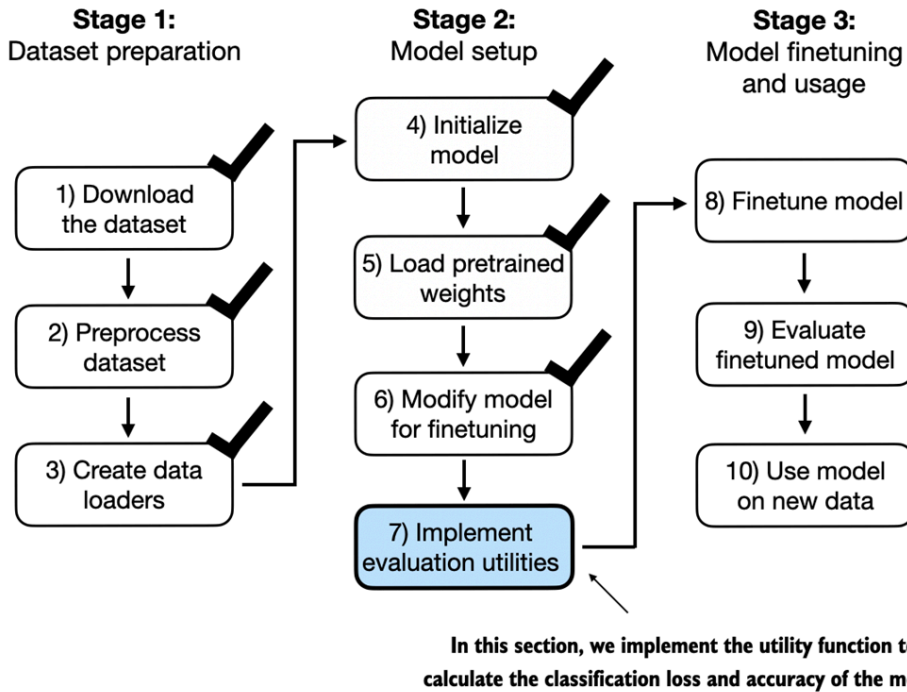 Stage 1:
Dataset preparation
1) Download
the dataset
2) Preprocess
dataset
3) Create data
loaders
Stage 2:
Model setup
4) Initialize
model
5) Load pretrained
weights
6) Modify model
for finetuning
7) Implement
evaluation utilities
Stage 3:
Model finetuning
and usage
8) Finetune model
9) Evaluate
finetuned model
10) Use model
on new data
In this section, we implement the utility function
calculate the classification loss and accuracy of the